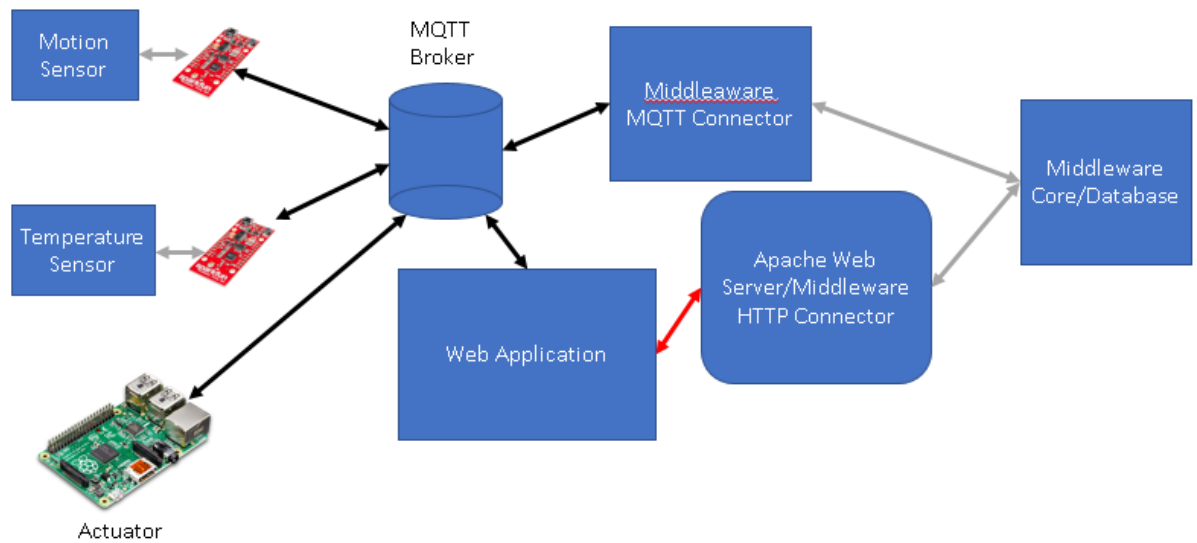 Motion
Sensor
MQTT
Broker
Middleaware
MQTT Connector
Middleware
Core/Database
Temperature
Sensor
Apache Web
Server/Middleware
HTTP Connector
Web Application
Actuator